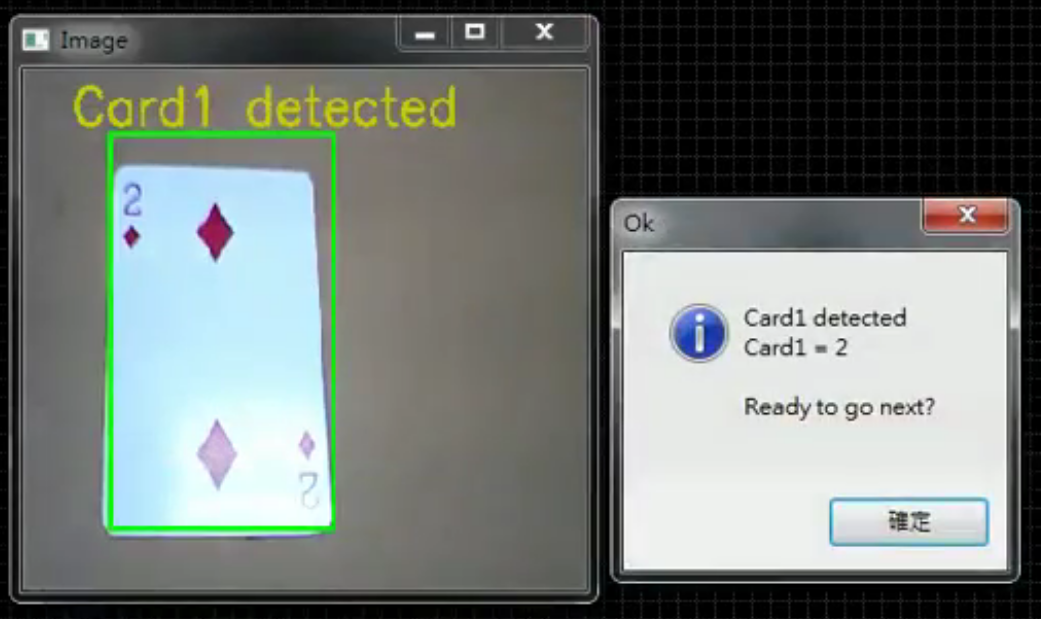 Image
Card1 detected
2
2
Ok
Card1 detected
Card1 = 2
Ready to go next?
確定